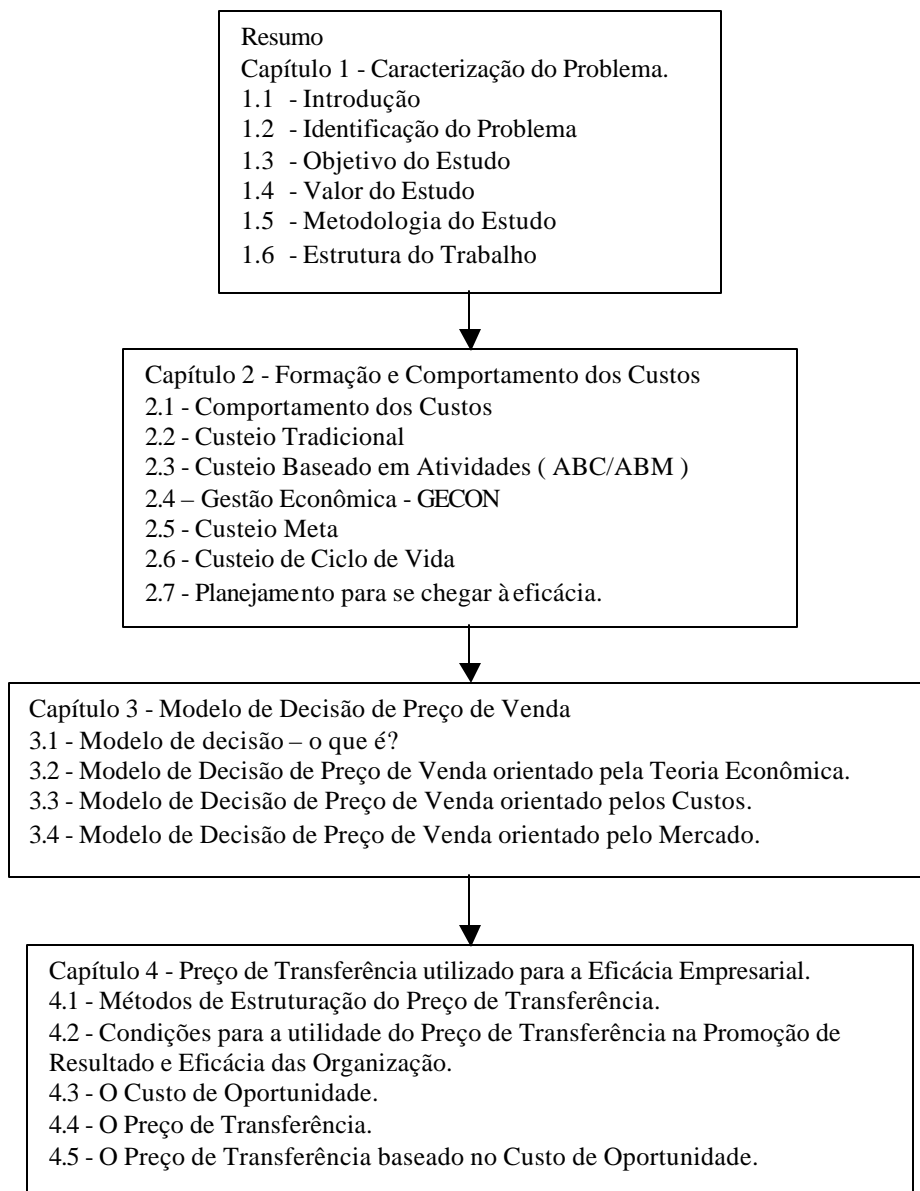 Resumo
Capítulo 1 - Caracterização do Problema.
1.1 - Introdução
1.2 - Identificação do Problema
1.3 - Objetivo do Estudo
1.4 - Valor do Estudo
1.5 - Metodologia do Estudo
1.6 - Estrutura do Trabalho
Capítulo 2 - Formação e Comportamento dos Custos
2.1 - Comportamento dos Custos
2.2 - Custeio Tradicional
2.3 - Custeio Baseado em Atividades ( ABC/ABM )
2.4 – Gestão Econômica - GECON
2.5 - Custeio Meta
2.6 - Custeio de Ciclo de Vida
2.7 - Planejamento para se chegar à eficácia.
Capítulo 3 - Modelo de Decisão de Preço de Venda
3.1 - Modelo de decisão – o que é?
3.2 - Modelo de Decisão de Preço de Venda orientado pela Teoria Econômica.
3.3 - Modelo de Decisão de Preço de Venda orientado pelos Custos.
3.4 - Modelo de Decisão de Preço de Venda orientado pelo Mercado.
Capítulo 4 - Preço de Transferência utilizado para a Eficácia Empresarial.
4.1 - Métodos de Estruturação do Preço de Transferência.
4.2 - Condições para a utilidade do Preço de Transferência na Promoção de
Resultado e Eficácia das Organização.
4.3 - O Custo de Oportunidade.
4.4 - O Preço de Transferência.
4.5 - O Preço de Transferência baseado no Custo de Oportunidade.